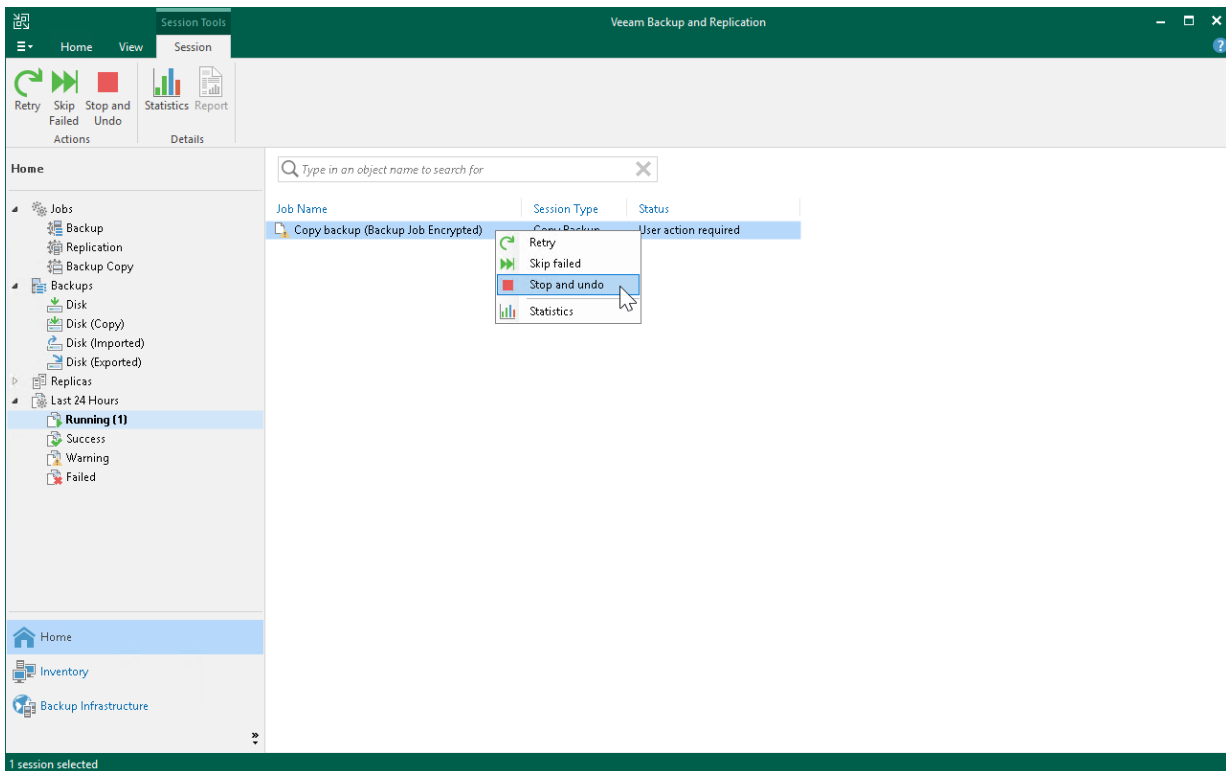 Session Tools
Veeam Backup and Replication
Home View Session
Retry Skip Failed Stop and Undo Statistics Report
Actions Details
Home
Type in an object name to search for
Jobs
Backup
Replication
Backup Copy
Backups
Disk
Disk (Copy)
Disk (Imported)
Disk (Exported)
Replicas
Last 24 Hours
Running (1)
Success
Warning
Failed
Job Name Session Type Status
Copy backup (Backup Job Encrypted) Copy Backup User action required
Retry
Skip failed
Stop and undo
Statistics
Home
Inventory
Backup Infrastructure
1 session selected